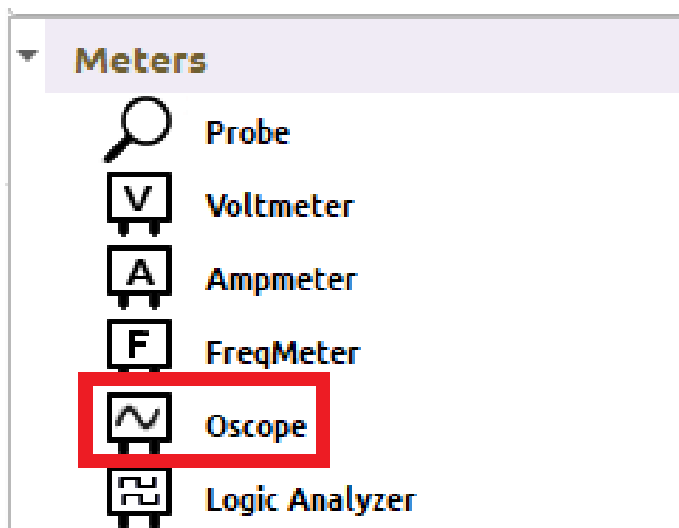 Meters
Probe
V
Voltmeter
A
Ampmeter
F
FreqMeter
Oscope
Logic Analyzer